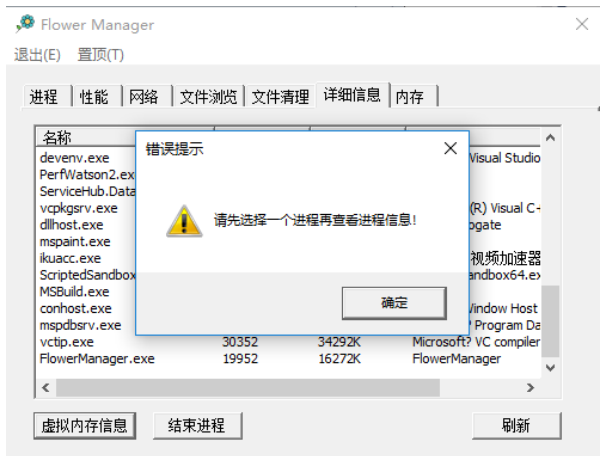 Flower Manager
退出(E) 置顶(T)
进程 性能 网络 文件浏览 文件清理 详细信息 内存
名称
错误提示
devenv.exe Visual Studio
PerfWatson2.ex
ServiceHub.Data
vcpkgsrv.exe (R) Visual C+
dllhost.exe ogate
请先选择一个进程再查看进程信息!
mspaint.exe
ikuacc.exe 视频加速器
ScriptedSandbox andbox64.ex
MSBuild.exe
确定
conhost.exe Window Host
mspdbsrv.exe ? Program Da
vctip.exe 30352 34292K Microsoft? VC compiler
FlowerManager.exe 19952 16272K FlowerManager
虚拟内存信息 结束进程 刷新